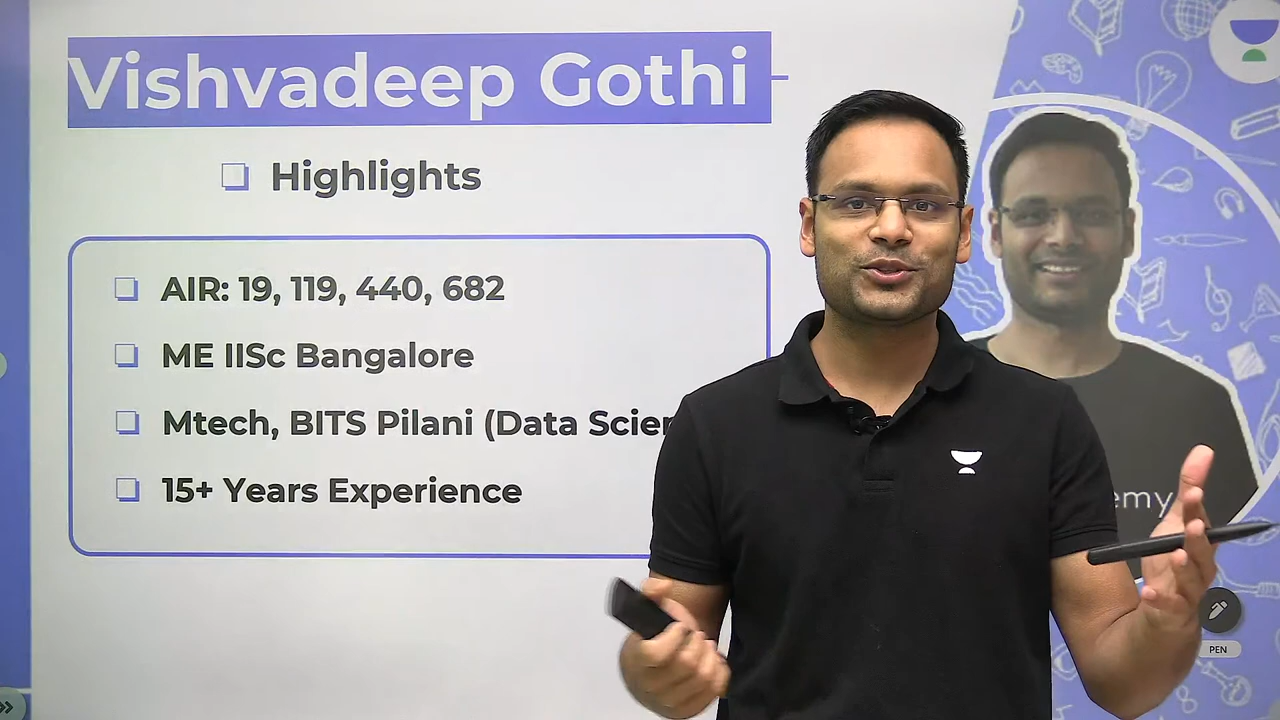 Vishvadeep Gothi
Highlights
AIR: 19, 119, 440, 682
ME IISc Bangalore
Mtech, BITS Pilani (Data Scien
15+ Years Experience
emy
PEN